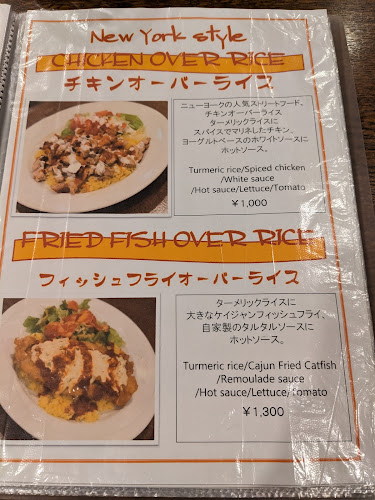 New York style
CHICKEN OVER RICE
チキンオーバーライス
ニューヨークの人気ストリートフード、
チキンオーバーライス
ターメリックライスに
スパイスでマリネしたチキン、
ヨーグルトベースのホワイトソースに
ホットソース。
Turmeric rice/Spiced chicken
/White sauce
/Hot sauce/Lettuce/Tomato
￥1,000
FRIED FISH OVER RICE
フィッシュフライオーバーライス
ターメリックライスに
大きなケイジャンフィッシュフライ、
自家製のタルタルソースに
ホットソース。
Turmeric rice/Cajun Fried Catfish
/Remoulade sauce
/Hot sauce/Lettuce/Tomato
￥1,300